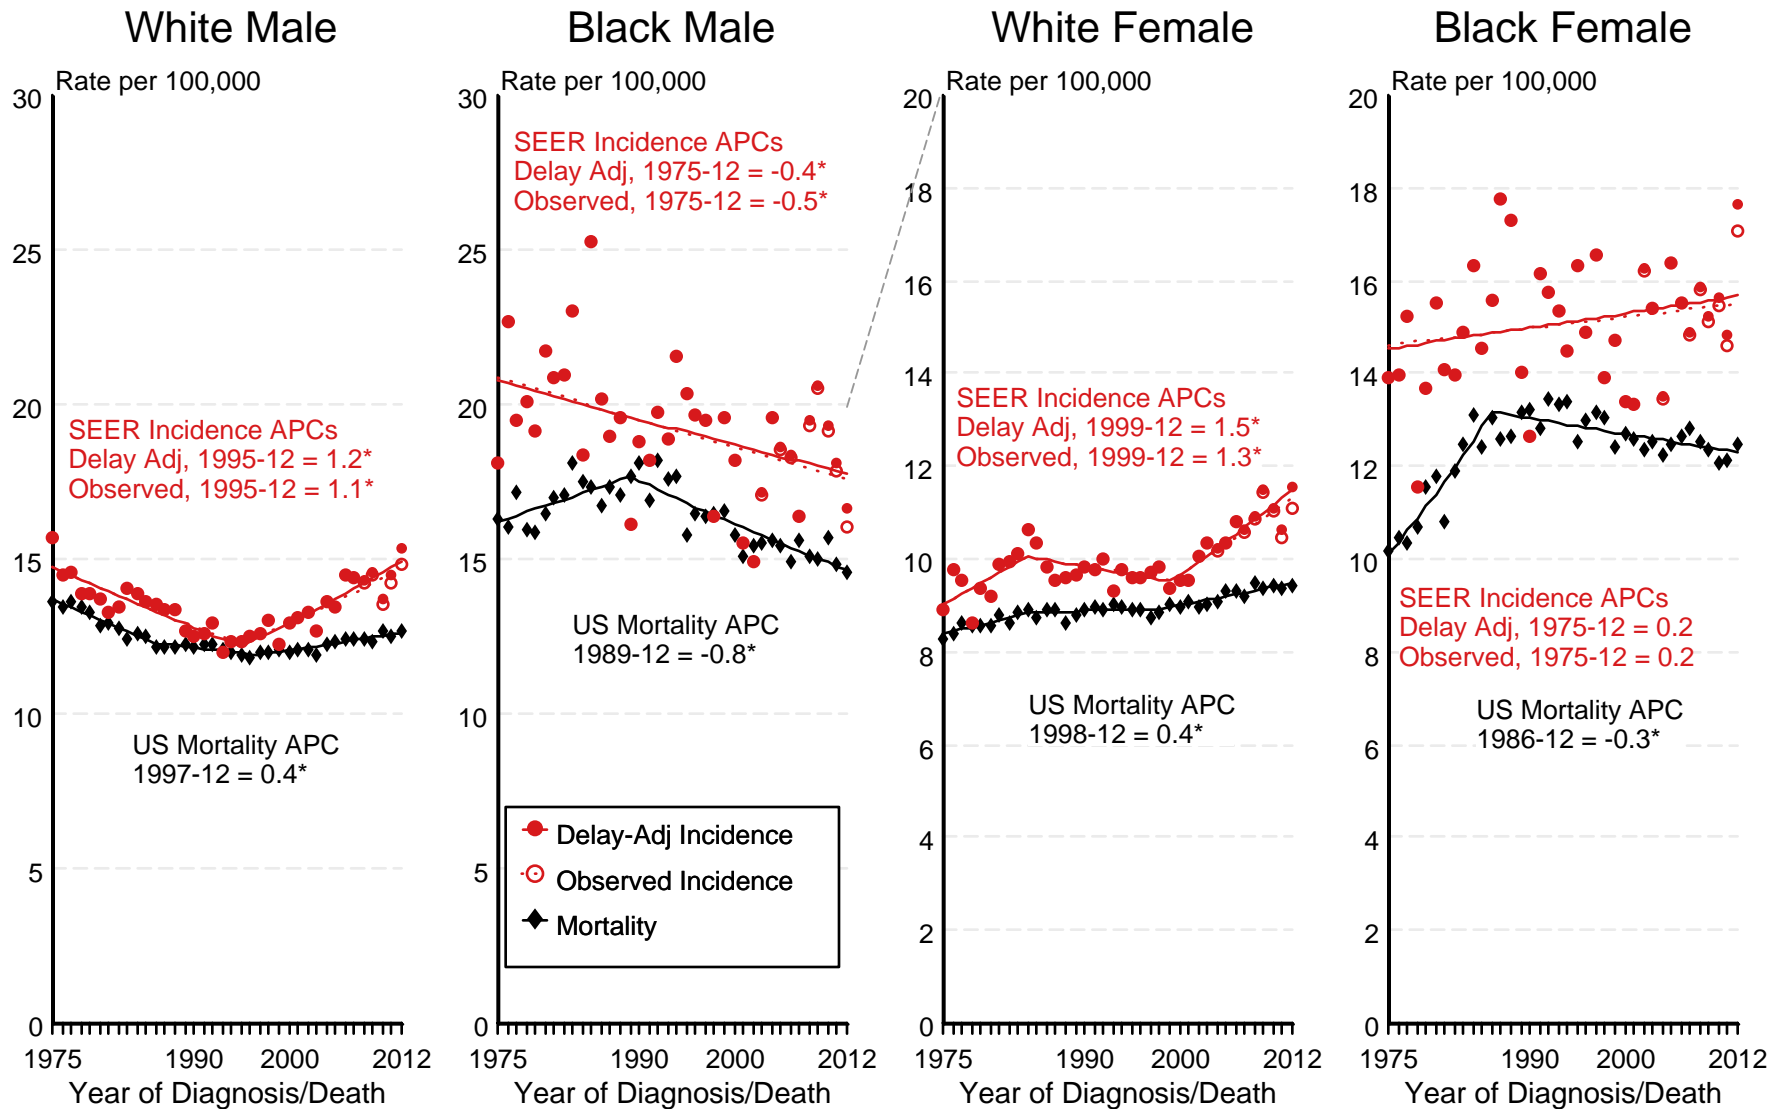 White Male
Rate per 100,000
30
25
20
15
10
5
0
SEER Incidence APCs
Delay Adj, 1995-12 = 1.2*
Observed, 1995-12 = 1.1*
US Mortality APC
1997-12 = 0.4*
1975 1990 2000 2012
Year of Diagnosis/Death
Black Male
30
25
20
15
10
5
0
SEER Incidence APCs
Delay Adj, 1975-12 = -0.4*
Observed, 1975-12 = -0.5*
US Mortality APC
1989-12 = -0.8*
Delay-Adj Incidence
Observed Incidence
Mortality
1975 1990 2000 2012
Year of Diagnosis/Death
White Female
Rate per 100,000
20
18
16
14
12
10
8
6
4
2
0
SEER Incidence APCs
Delay Adj, 1999-12 = 1.5*
Observed, 1999-12 = 1.3*
US Mortality APC
1998-12 = 0.4*
1975 1990 2000 2012
Year of Diagnosis/Death
Black Female
Rate per 100,000
20
18
16
14
12
10
8
6
4
2
0
SEER Incidence APCs
Delay Adj, 1975-12 = 0.2
Observed, 1975-12 = 0.2
US Mortality APC
1986-12 = -0.3*
1975 1990 2000 2012
Year of Diagnosis/Death